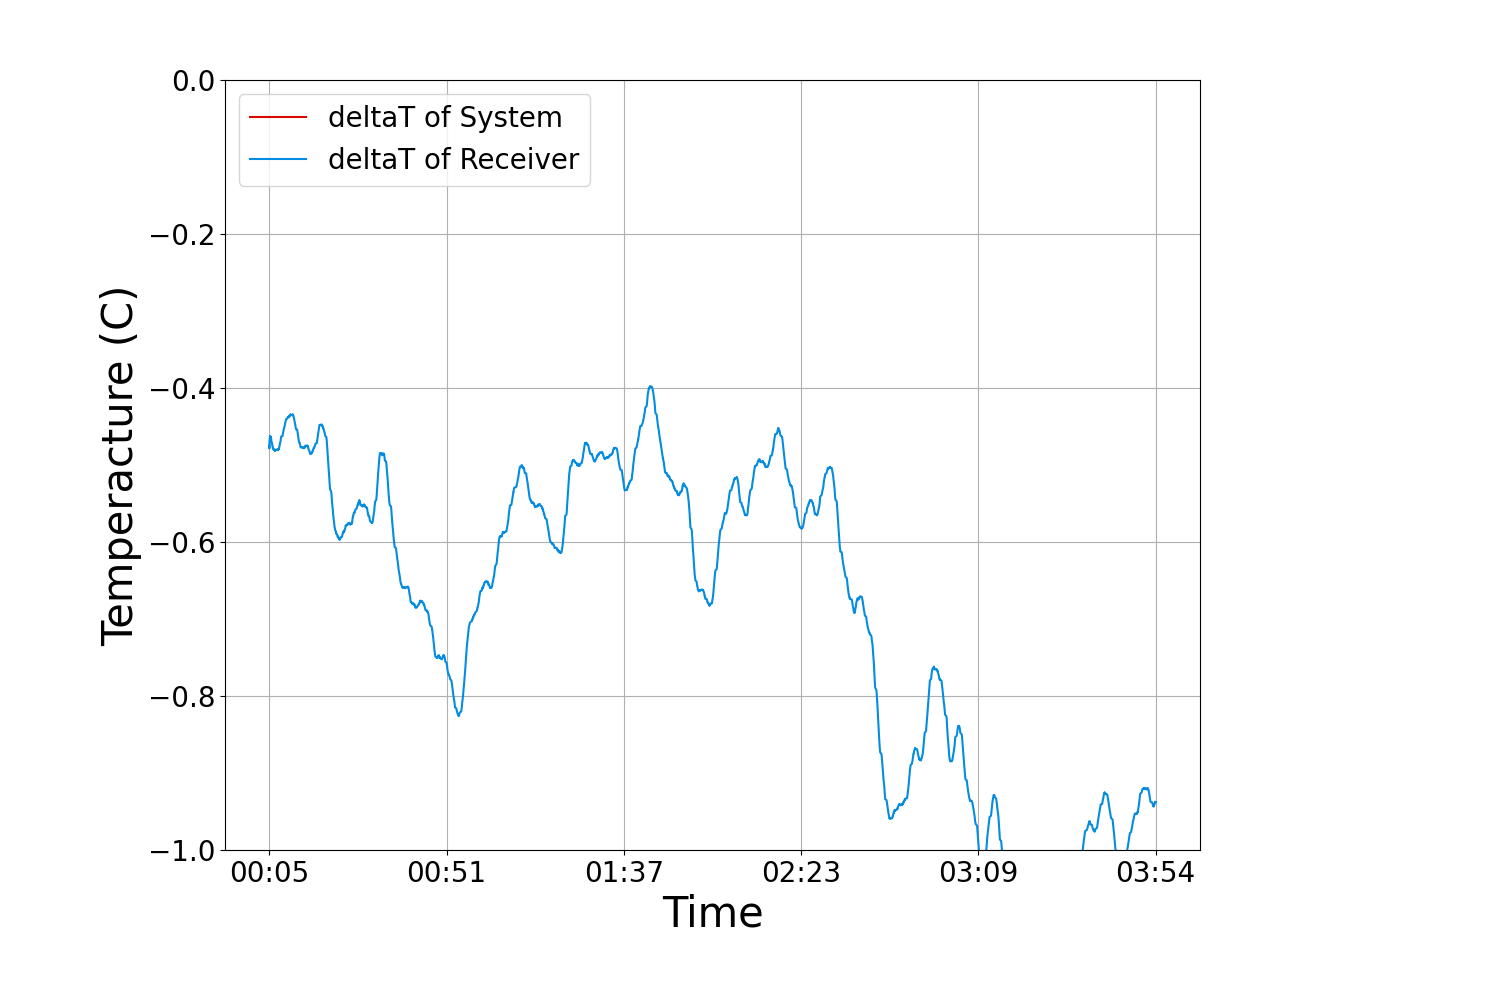 0.0
deltaT of System
deltaT of Receiver
−0.2
−0.4
−0.6
−0.8
−1.0
Temperacture (C)
00:05 00:51 01:37 02:23 03:09 03:54
Time